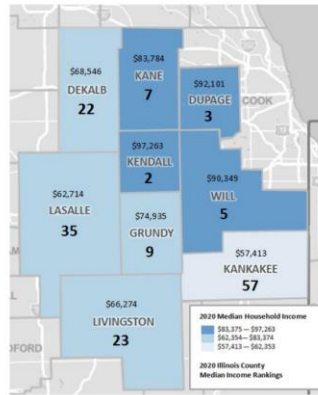 $83,784
KANE
7
$68,546
DEKALB
22
$92,101
DUPAGE
3
COOK
$97,263
KENDALL
2
$90,349
WILL
5
$62,714
LASALLE
35
$74,935
GRUNDY
9
$57,413
KANKAKEE
57
$66,274
LIVINGSTON
23
DFORD
2020 Median Household Income
$83,375 — $97,263
$62,354— $83,374
$57,413 — $62,353
2020 Illinois County
Median Income Rankings